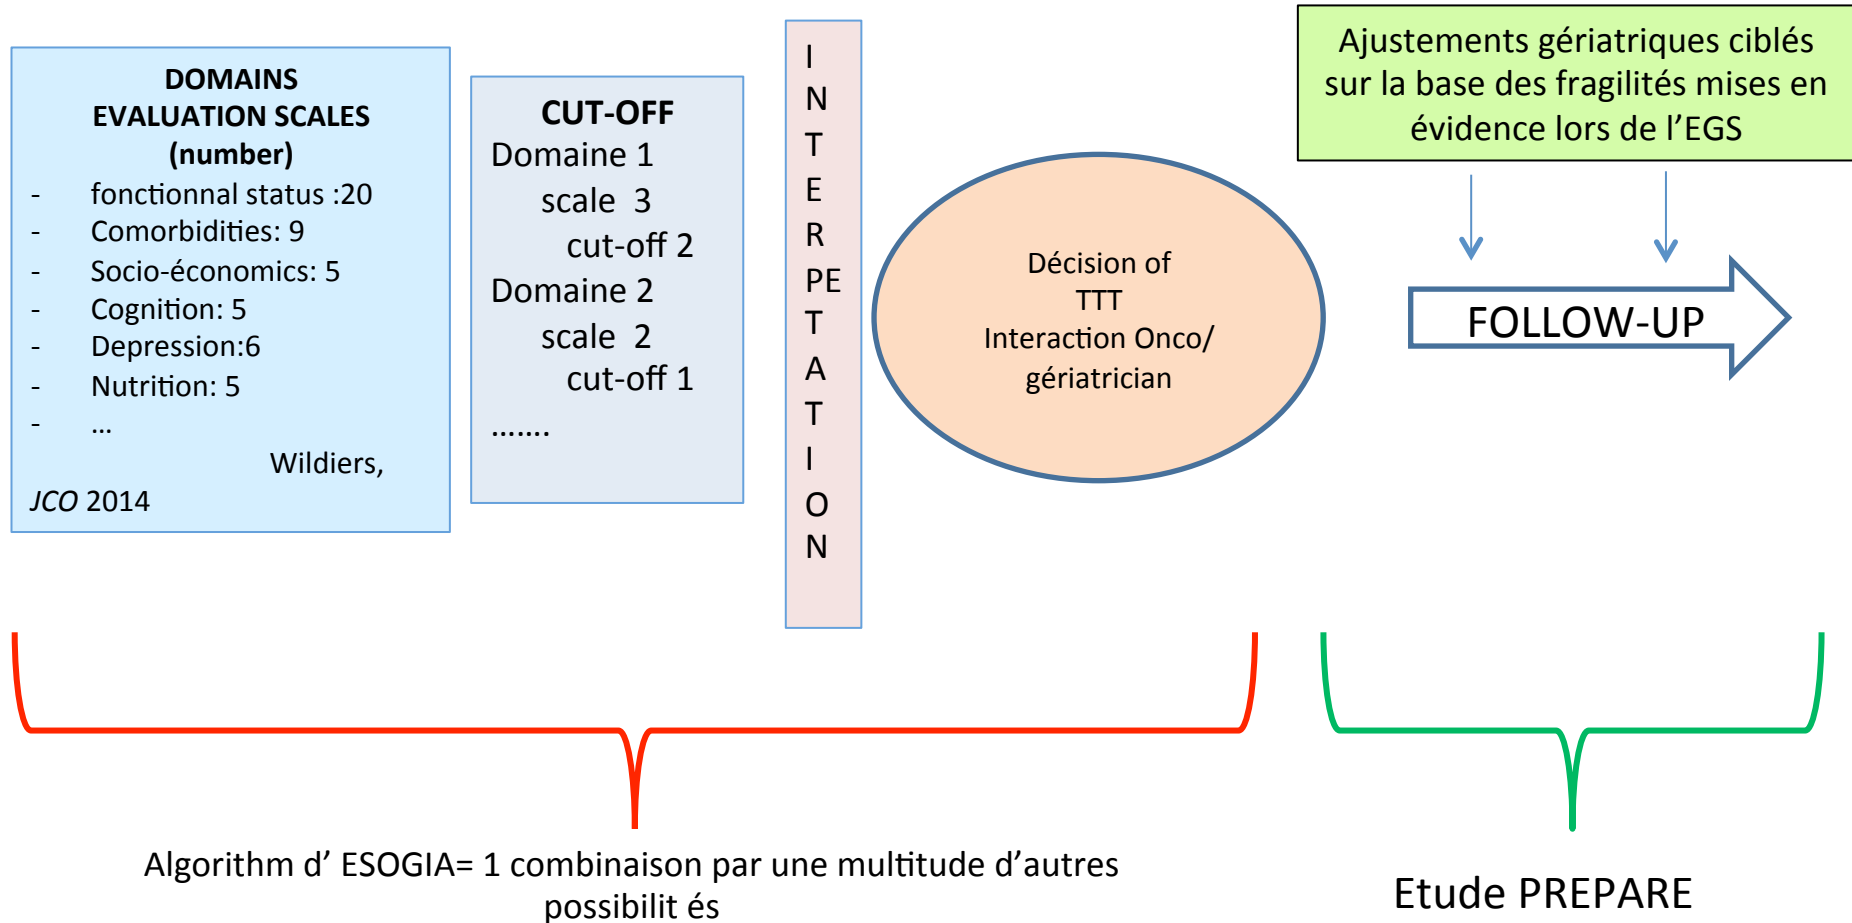 DOMAINS
EVALUATION SCALES
(number)
- fonctionnal status :20
- Comorbidities: 9
- Socio-économics: 5
- Cognition: 5
- Depression:6
- Nutrition: 5
- ...
Wildiers,
JCO 2014
CUT-OFF
Domaine 1
scale 3
cut-off 2
Domaine 2
scale 2
cut-off 1
.......
I
N
T
E
R
PE
T
A
T
I
O
N
Décision of
TTT
Interaction Onco/
gériatrician
Ajustements gériatriques ciblés
sur la base des fragilités mises en
évidence lors de l’EGS
FOLLOW-UP
Algorithm d’ ESOGIA= 1 combinaison par une multitude d’autres
possibilit és
Etude PREPARE